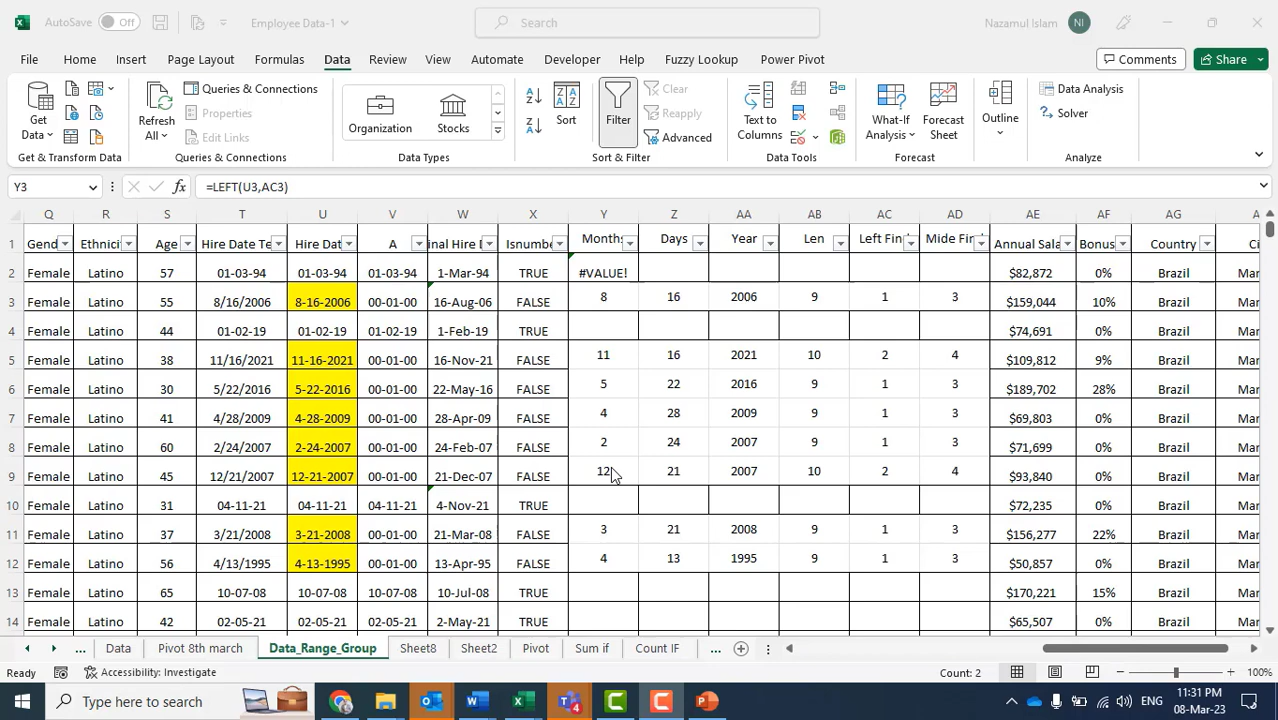 AutoSave Off Employee Data-1 Search Nazamul Islam NI
File Home Insert Page Layout Formulas Data Review View Automate Developer Help Fuzzy Lookup Power Pivot Comments Share
Get Data Refresh All Queries & Connections Properties Edit Links Organization Stocks Sort Filter Clear Reapply Advanced Text to Columns What-If Analysis Forecast Sheet Outline Data Analysis Solver
Get & Transform Data Queries & Connections Data Types Sort & Filter Data Tools Forecast Analyze
Y3 fx =LEFT(U3,AC3)
Q R S T U V W X Y Z AA AB AC AD AE AF AG
1 Gend Ethnici Age Hire Date Te Hire Dat A inal Hire D Isnumbe Months Days Year Len Left Fin Mide Fin Annual Sala Bonus Country Ci
2 Female Latino 57 01-03-94 01-03-94 01-03-94 1-Mar-94 TRUE #VALUE! $82,872 0% Brazil Mar
3 Female Latino 55 8/16/2006 8-16-2006 00-01-00 16-Aug-06 FALSE 8 16 2006 9 1 3 $159,044 10% Brazil Mar
4 Female Latino 44 01-02-19 01-02-19 01-02-19 1-Feb-19 TRUE $74,691 0% Brazil Mar
5 Female Latino 38 11/16/2021 11-16-2021 00-01-00 16-Nov-21 FALSE 11 16 2021 10 2 4 $109,812 9% Brazil Mar
6 Female Latino 30 5/22/2016 5-22-2016 00-01-00 22-May-16 FALSE 5 22 2016 9 1 3 $189,702 28% Brazil Mar
7 Female Latino 41 4/28/2009 4-28-2009 00-01-00 28-Apr-09 FALSE 4 28 2009 9 1 3 $69,803 0% Brazil Mar
8 Female Latino 60 2/24/2007 2-24-2007 00-01-00 24-Feb-07 FALSE 2 24 2007 9 1 3 $71,699 0% Brazil Mar
9 Female Latino 45 12/21/2007 12-21-2007 00-01-00 21-Dec-07 FALSE 12 21 2007 10 2 4 $93,840 0% Brazil Mar
10 Female Latino 31 04-11-21 04-11-21 04-11-21 4-Nov-21 TRUE $72,235 0% Brazil Mar
11 Female Latino 37 3/21/2008 3-21-2008 00-01-00 21-Mar-08 FALSE 3 21 2008 9 1 3 $156,277 22% Brazil Mar
12 Female Latino 56 4/13/1995 4-13-1995 00-01-00 13-Apr-95 FALSE 4 13 1995 9 1 3 $50,857 0% Brazil Mar
13 Female Latino 65 10-07-08 10-07-08 10-07-08 10-Jul-08 TRUE $170,221 15% Brazil Mar
14 Female Latino 42 02-05-21 02-05-21 02-05-21 2-May-21 TRUE $65,507 0% Brazil Mar
... Data Pivot 8th march Data_Range_Group Sheet8 Sheet2 Pivot Sum if Count IF ...
Ready Accessibility: Investigate Count: 2 100%
Type here to search 4 ENG 11:31 PM
08-Mar-23